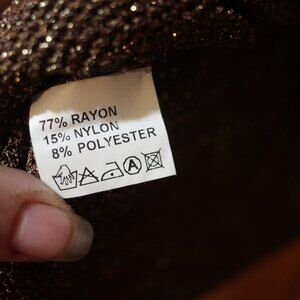 77% RAYON
15% NYLON
8% POLYESTER
A